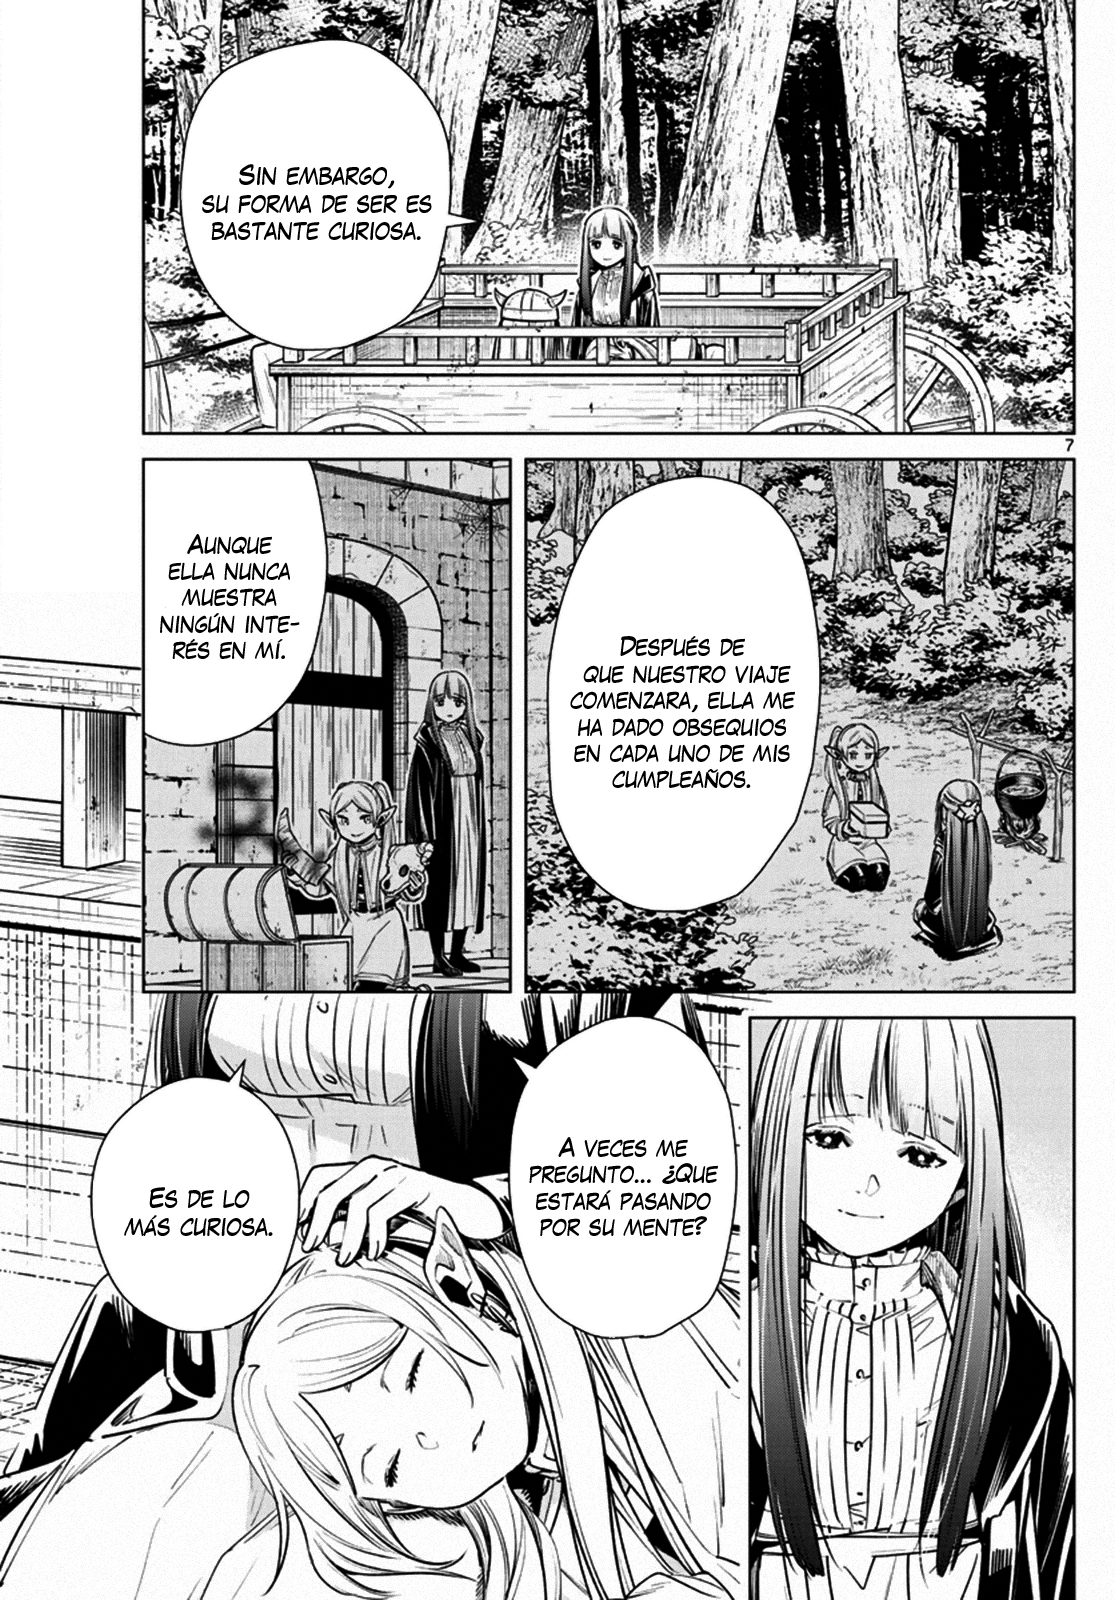 SIN EMBARGO,
SU FORMA DE SER ES
BASTANTE CURIOSA.
7
DESPUÉS DE
QUE NUESTRO VIAJE
COMENZARA, ELLA ME
HA DADO OBSEQUIOS
EN CADA UNO DE MIS
CUMPLEAÑOS.
AUNQUE
ELLA NUNCA
MUESTRA
NINGÚN INTE-
RÉS EN MÍ.
A VECES ME
PREGUNTO... ¿QUE
ESTARÁ PASANDO
POR SU MENTE?
ES DE LO
MÁS CURIOSA.